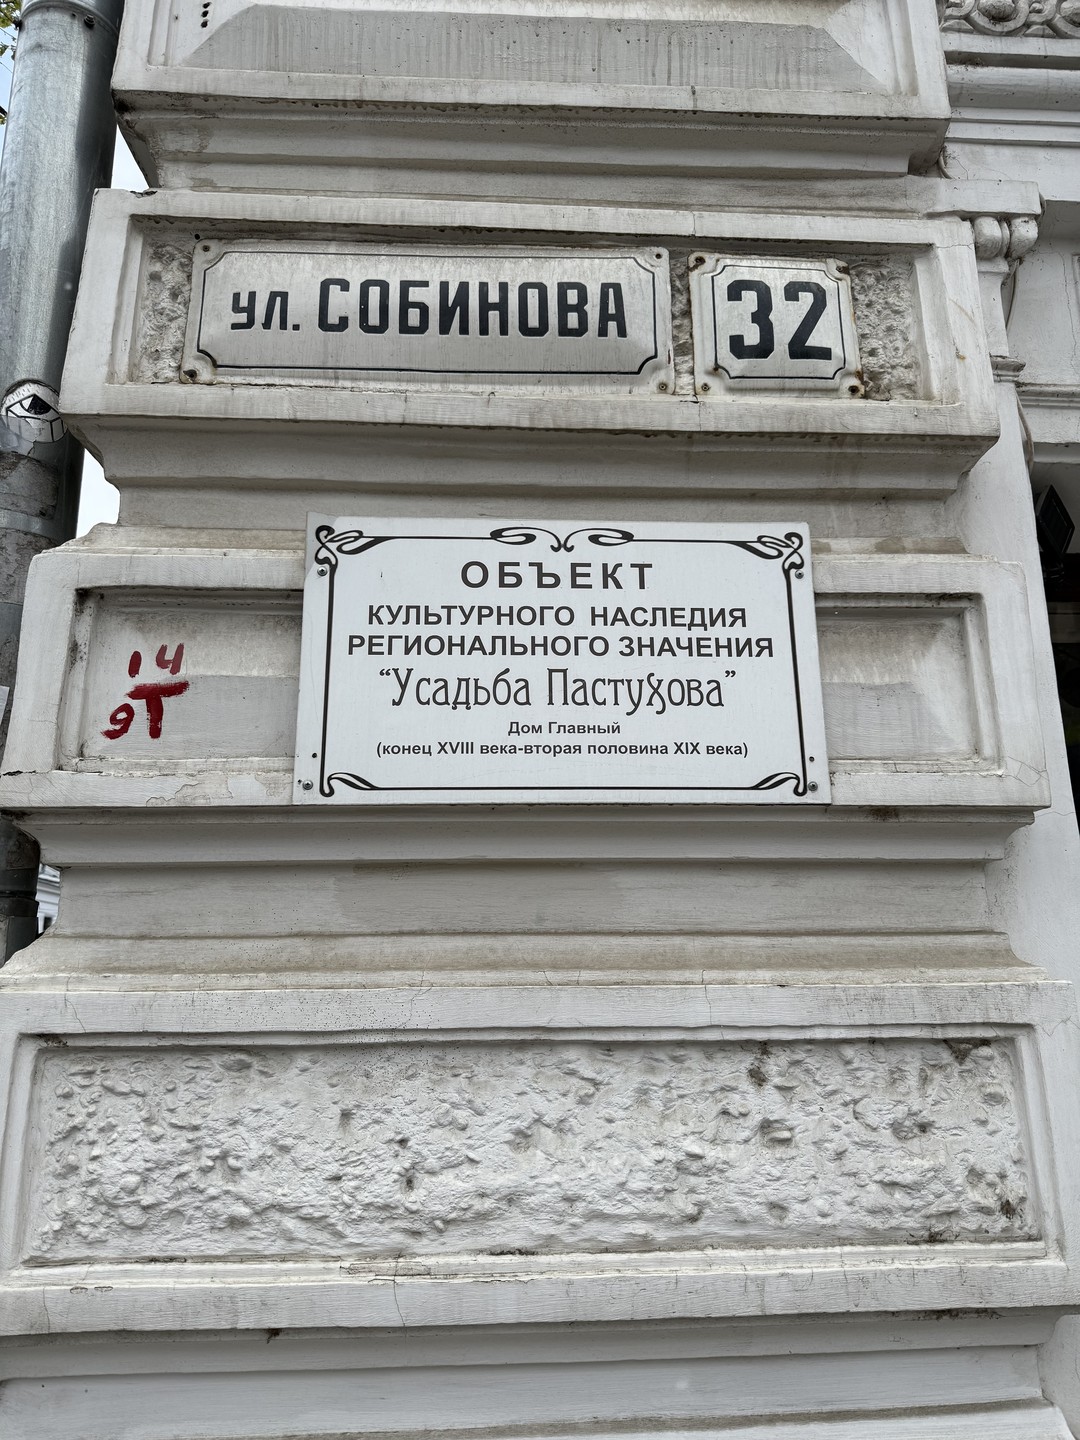 ул. СОБИНОВА 32
ОБЪЕКТ
КУЛЬТУРНОГО НАСЛЕДИЯ
РЕГИОНАЛЬНОГО ЗНАЧЕНИЯ
“Усадьба Пастухова”
Дом Главный
(конец XVIII века-вторая половина XIX века)
14
Т
9